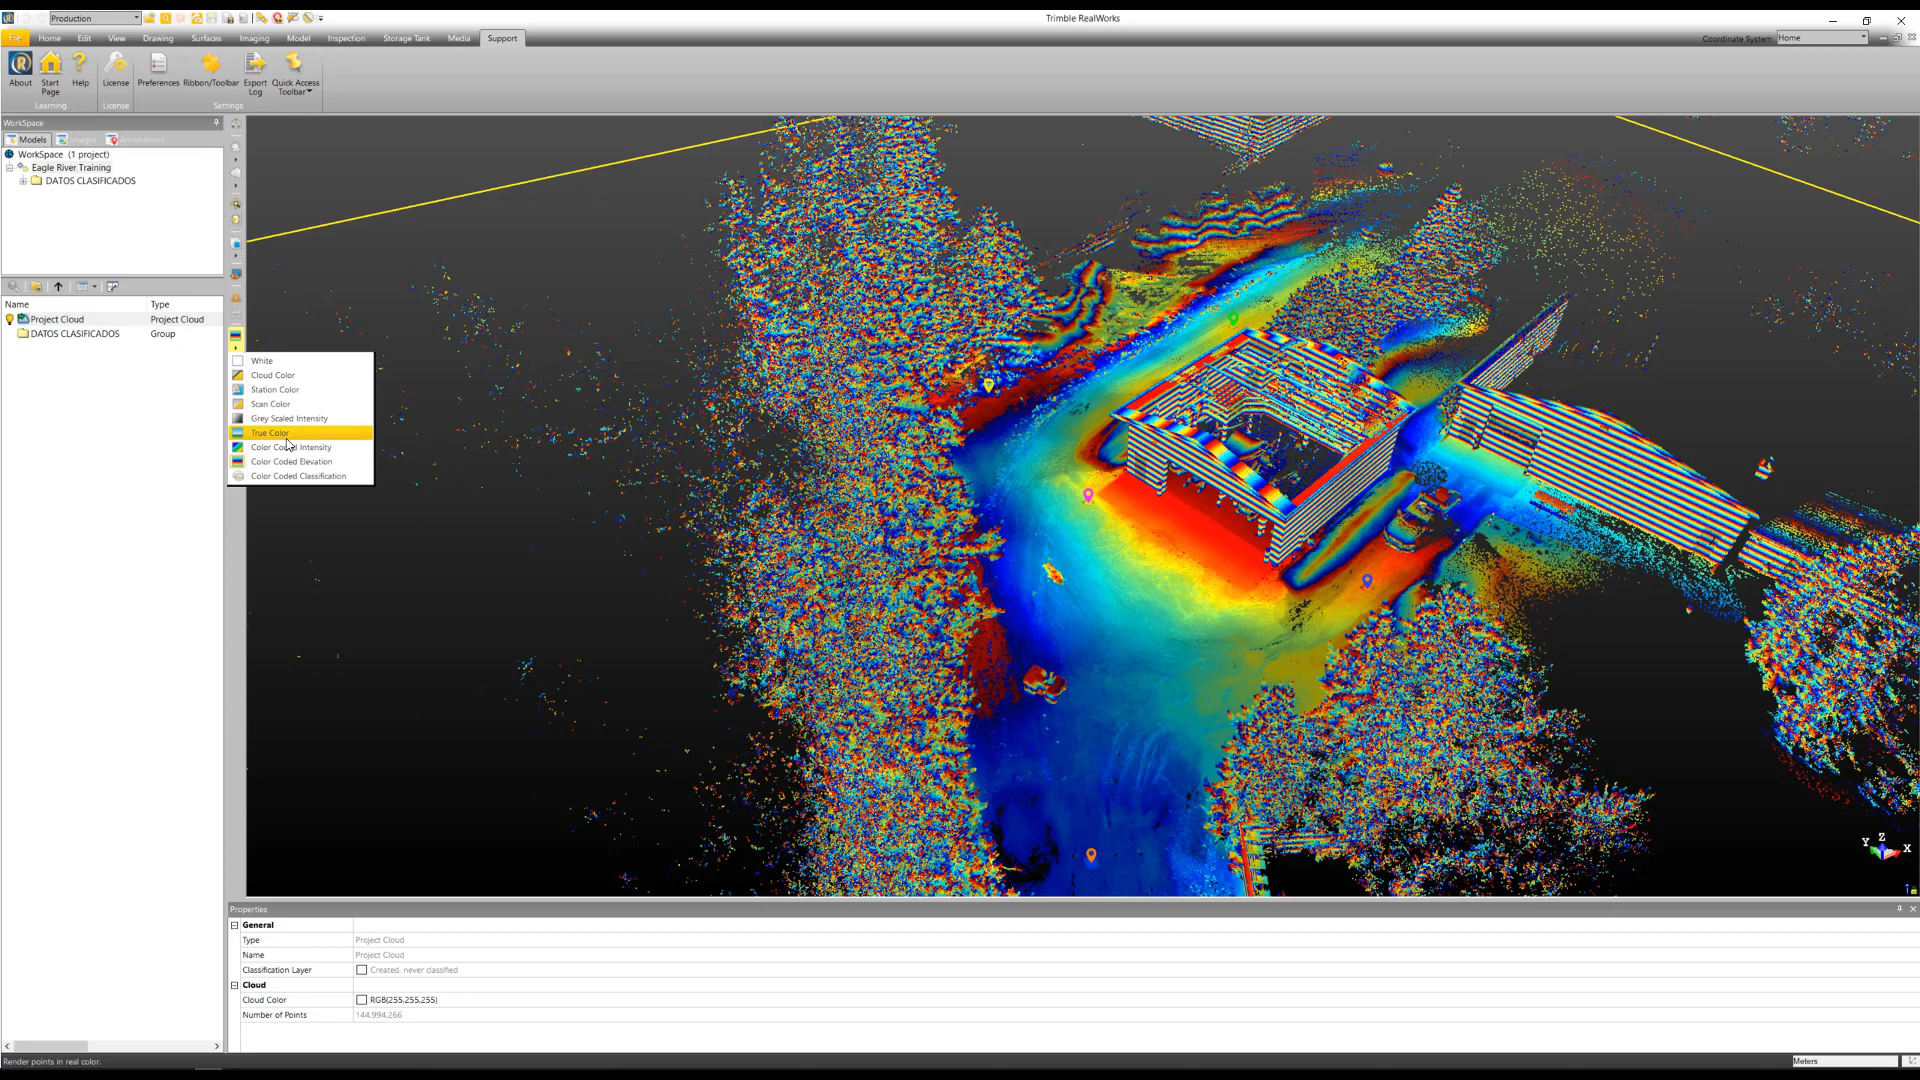 Production
Trimble RealWorks
File Home Edit View Drawing Surfaces Imaging Model Inspection Storage Tank Media Support
Coordinate System Home
About
Start Page
Help
License
Preferences
Ribbon/Toolbar
Export Log
Quick Access Toolbar
Learning License Settings
WorkSpace
Models Images Annotations
WorkSpace (1 project)
Eagle River Training
DATOS CLASIFICADOS
Name Type
Project Cloud Project Cloud
DATOS CLASIFICADOS Group
White
Cloud Color
Station Color
Scan Color
Grey Scaled Intensity
True Color
Color Coded Intensity
Color Coded Elevation
Color Coded Classification
Z
Y X
Properties
General
Type Project Cloud
Name Project Cloud
Classification Layer Created, never classified
Cloud
Cloud Color RGB(255,255,255)
Number of Points 144,994,266
Render points in real color.
Meters